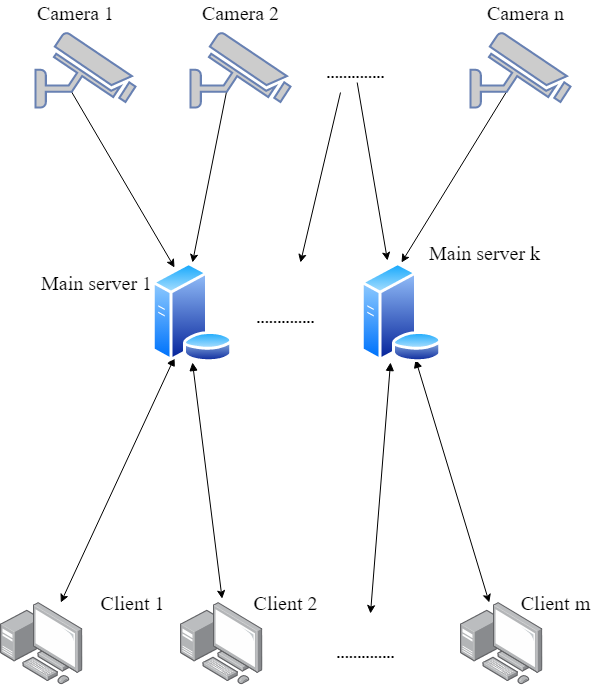 Camera 1
Camera 2
Camera n
..............
Main server k
Main server 1
..............
Client 1
Client 2
Client m
..............